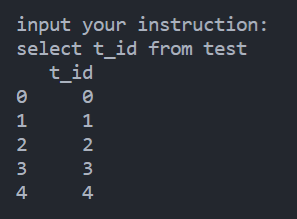 input your instruction:
select t_id from test
   t_id
0     0
1     1
2     2
3     3
4     4